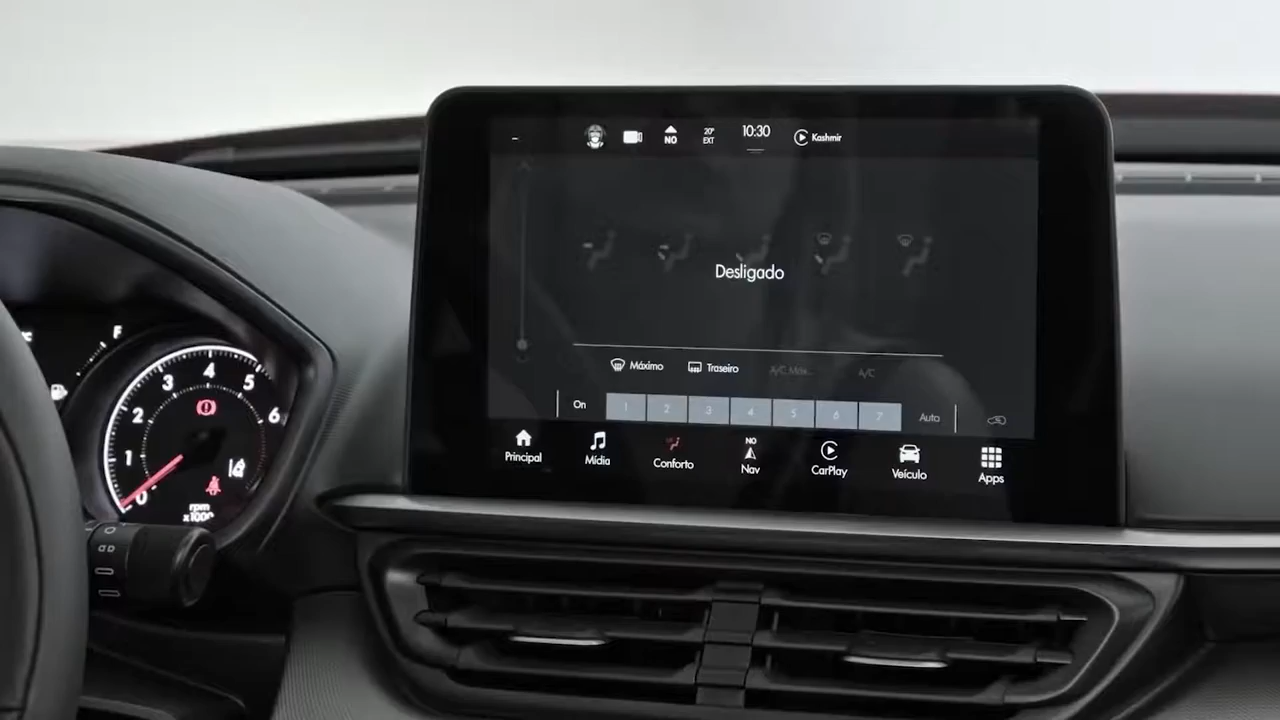 NO
20°
EXT
10:30
Kashmir
Desligado
Máximo
Traseiro
A/C Máx.
A/C
On
1 2 3 4 5 6 7
Auto
Principal
Mídia
Conforto
NO
Nav
CarPlay
Veículo
Apps
F
0 1 2 3 4 5 6
rpm
x1000